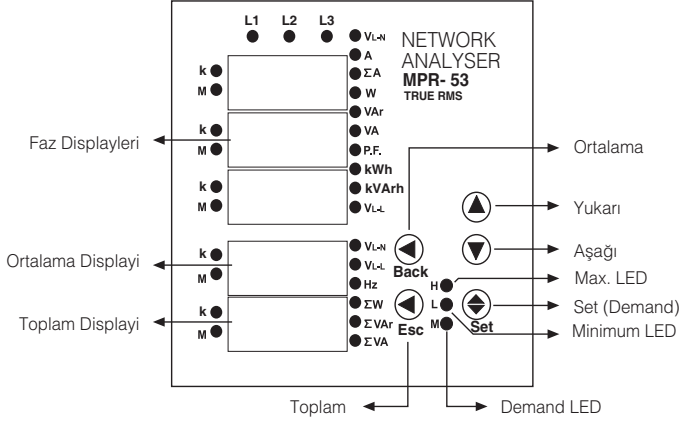 L1 L2 L3
VL-N
A
ΣA
W
VAr
VA
P.F.
kWh
kVArh
VL-L
NETWORK
ANALYSER
MPR- 53
TRUE RMS
k
M
k
M
k
M
Faz Displayleri
Ortalama
Yukarı
Aşağı
Max. LED
Set (Demand)
Minimum LED
Ortalama Displayi
k
M
VL-N
VL-L
Hz
Back
Toplam Displayi
k
M
ΣW
ΣVAr
ΣVA
Esc
H
L
M
Set
Toplam
Demand LED